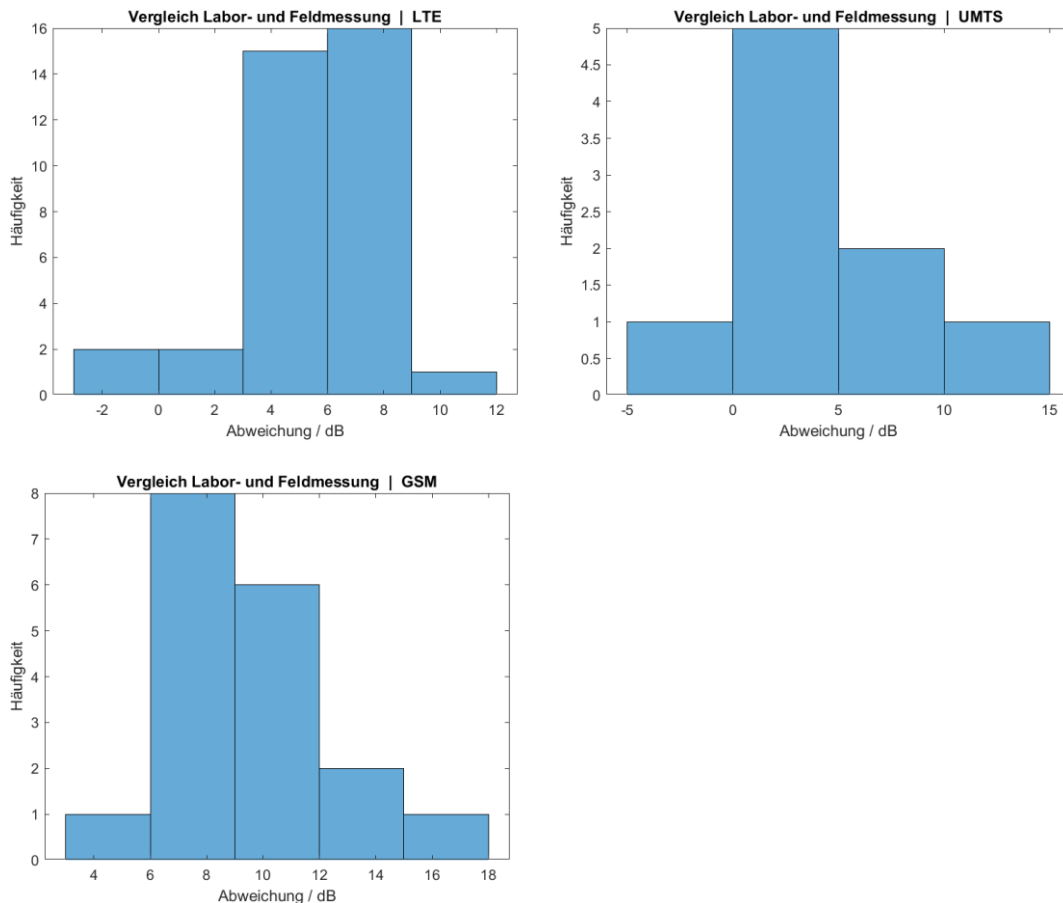 Vergleich Labor- und Feldmessung | LTE
16
14
12
10
8
6
4
2
0
Häufigkeit
-2 0 2 4 6 8 10 12
Abweichung / dB
Vergleich Labor- und Feldmessung | UMTS
5
4.5
4
3.5
3
2.5
2
1.5
1
0.5
0
Häufigkeit
-5 0 5 10 15
Abweichung / dB
Vergleich Labor- und Feldmessung | GSM
8
7
6
5
4
3
2
1
0
Häufigkeit
4 6 8 10 12 14 16 18
Abweichung / dB